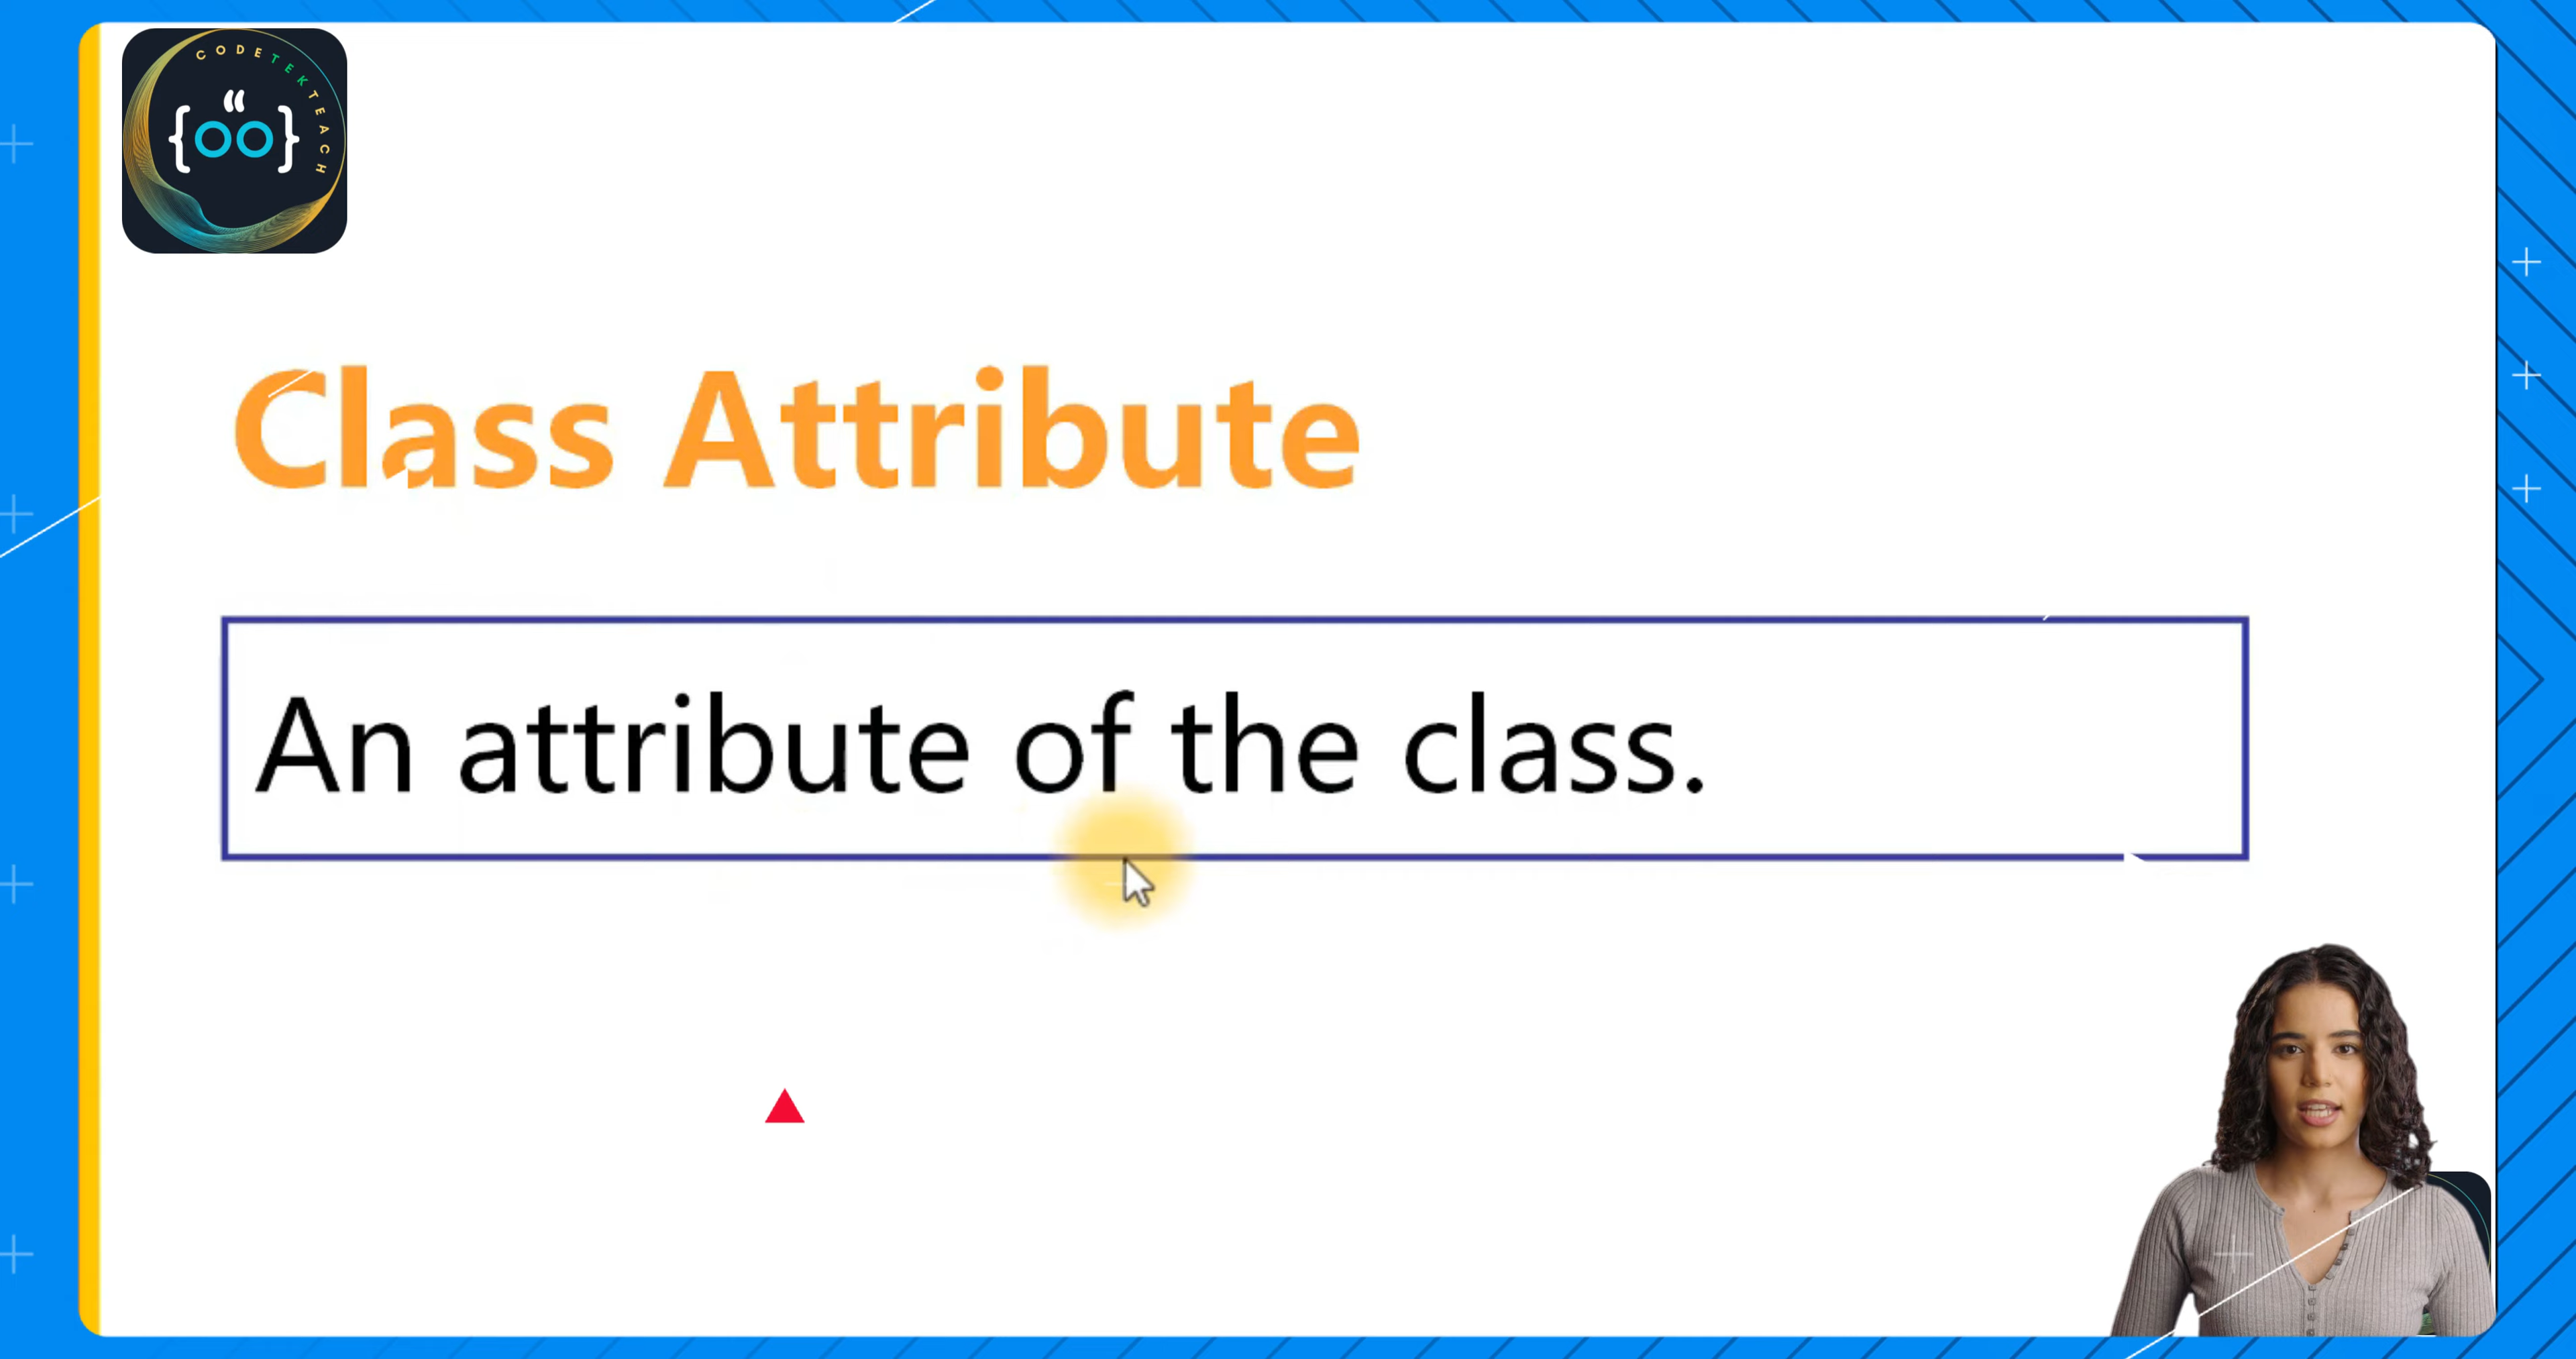 CODETEKTEACH
{oo}
Class Attribute
An attribute of the class.